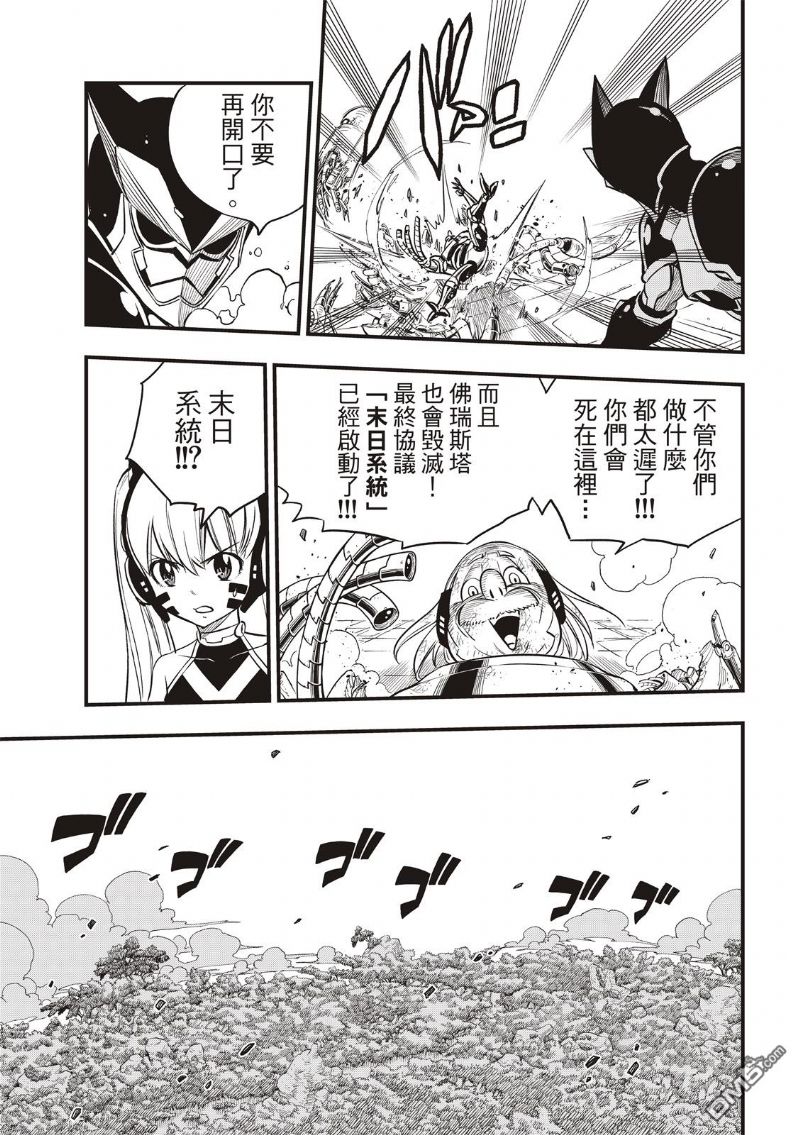 バッ!!
你不要
再開口了。
不管你們
做什麼
都太遲了!!!
你們會
死在這裡…
而且
佛瑞斯塔
也會毀滅!
最終協議
「末日系統」
已經啟動了!!!
末日
系統!!?
ゴ
ゴ
ゴ
ゴ
ゴ
ゴ
DM5.com